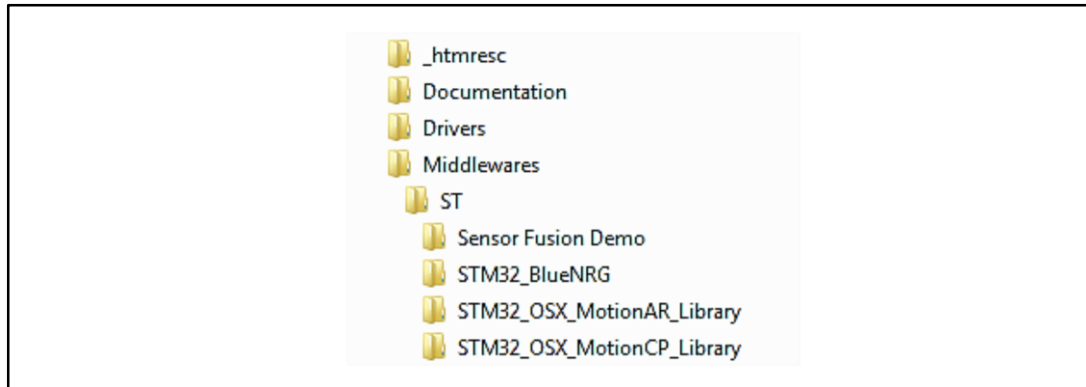 _htmresc
Documentation
Drivers
Middlewares
ST
Sensor Fusion Demo
STM32_BlueNRG
STM32_OSX_MotionAR_Library
STM32_OSX_MotionCP_Library